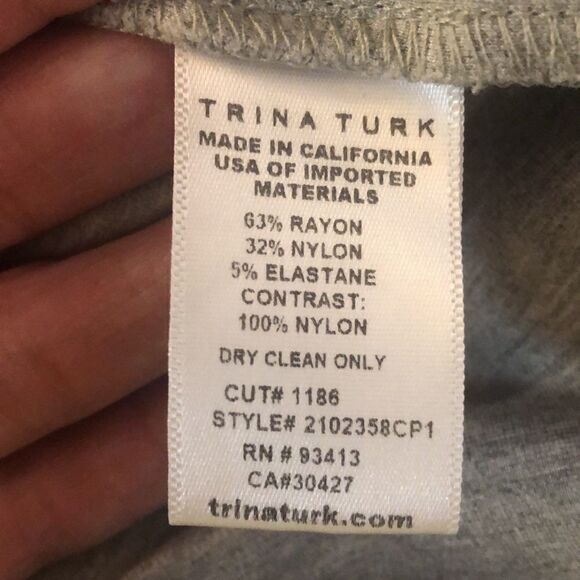 TRINA TURK
MADE IN CALIFORNIA
USA OF IMPORTED
MATERIALS
63% RAYON
32% NYLON
5% ELASTANE
CONTRAST:
100% NYLON
DRY CLEAN ONLY
CUT# 1186
STYLE# 2102358CP1
RN # 93413
CA#30427
trinaturk.com